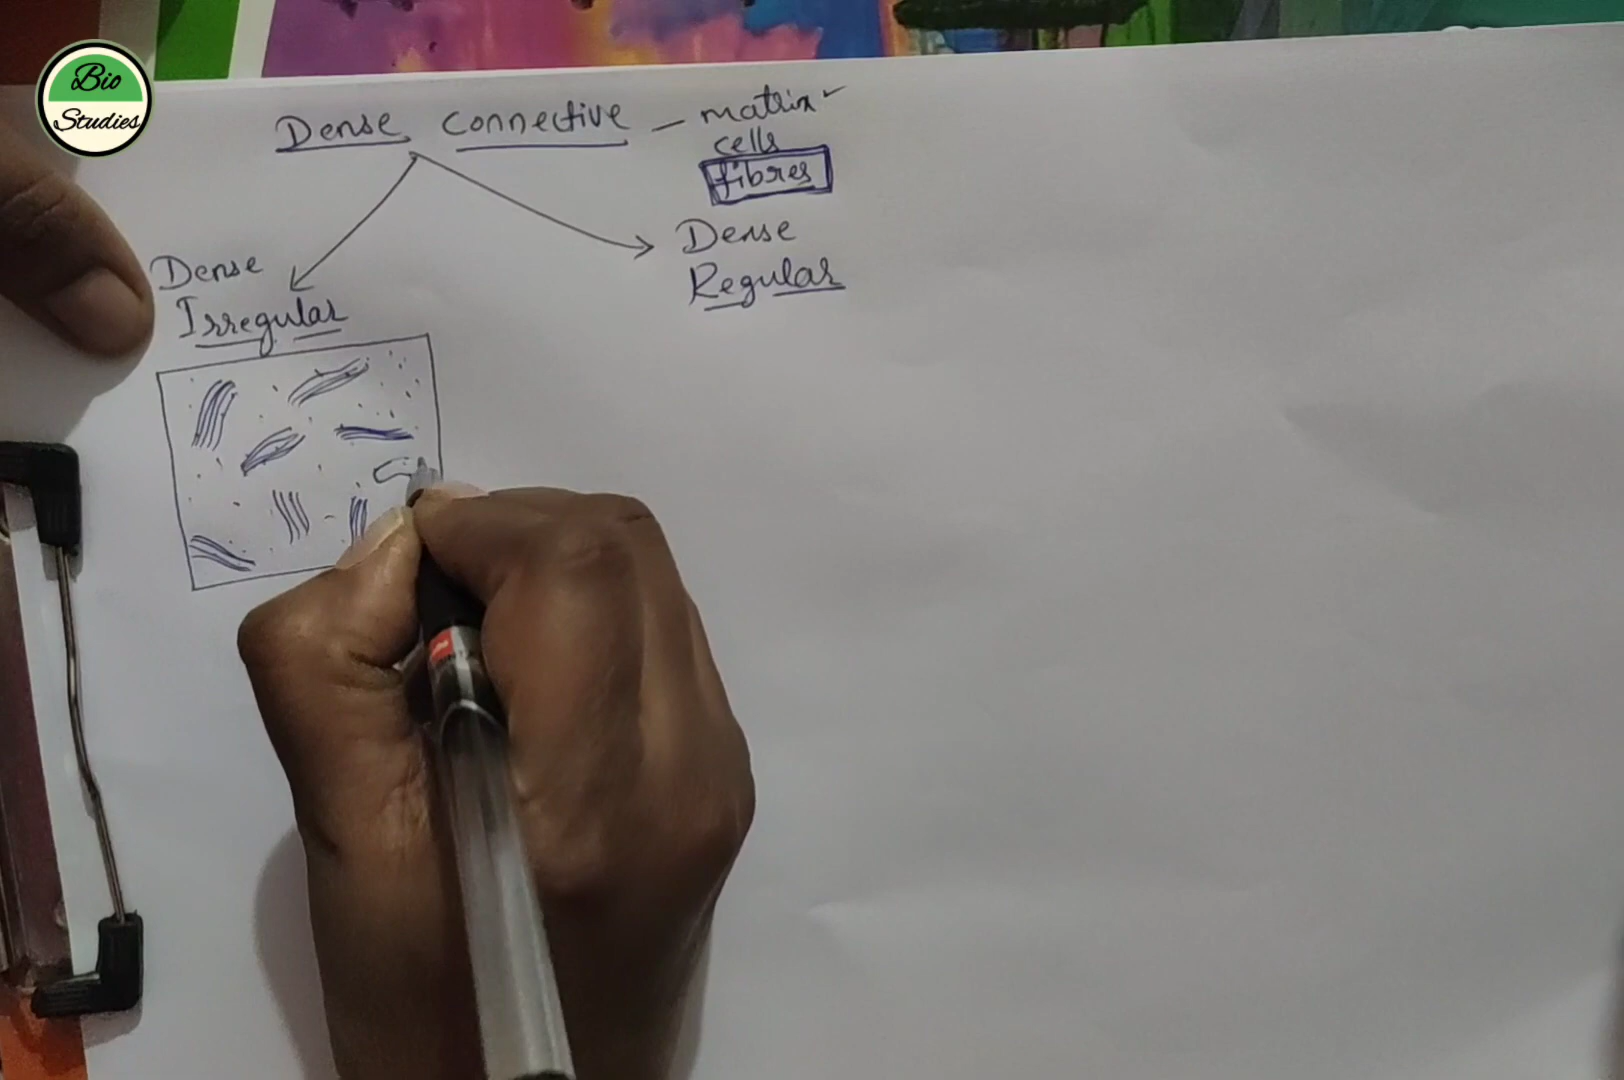 Bio
Studies
Dense Connective – matrix
cells
fibres
Dense
Regular
Dense
Irregular